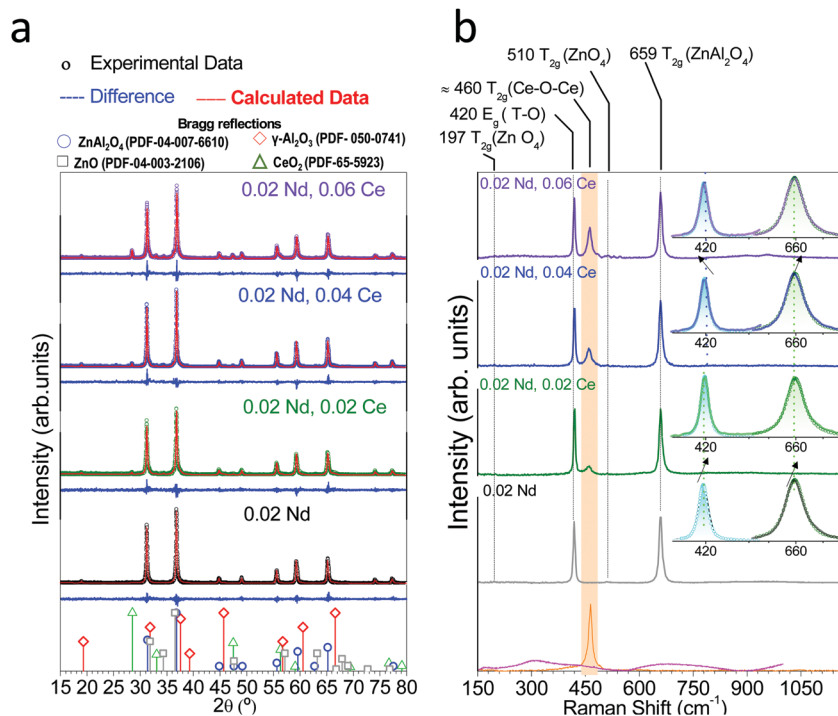 a
o Experimental Data
---- Difference —— Calculated Data
Bragg reflections
ZnAl₂O₄ (PDF-04-007-6610) γ-Al₂O₃ (PDF- 050-0741)
ZnO (PDF-04-003-2106) CeO₂ (PDF-65-5923)
Intensity (arb.units)
0.02 Nd, 0.06 Ce
0.02 Nd, 0.04 Ce
0.02 Nd, 0.02 Ce
0.02 Nd
15 20 25 30 35 40 45 50 55 60 65 70 75 80
2θ (º)
b
510 T2g(ZnO₄) 659 T2g(ZnAl₂O₄)
≈ 460 T2g(Ce-O-Ce)
420 Eg( T-O)
197 T2g(Zn O₄)
Intensity (arb. units)
0.02 Nd, 0.06 Ce
420 660
0.02 Nd, 0.04 Ce
420 660
0.02 Nd, 0.02 Ce
420 660
0.02 Nd
420 660
150 300 450 600 750 900 1050
Raman Shift (cm⁻¹)